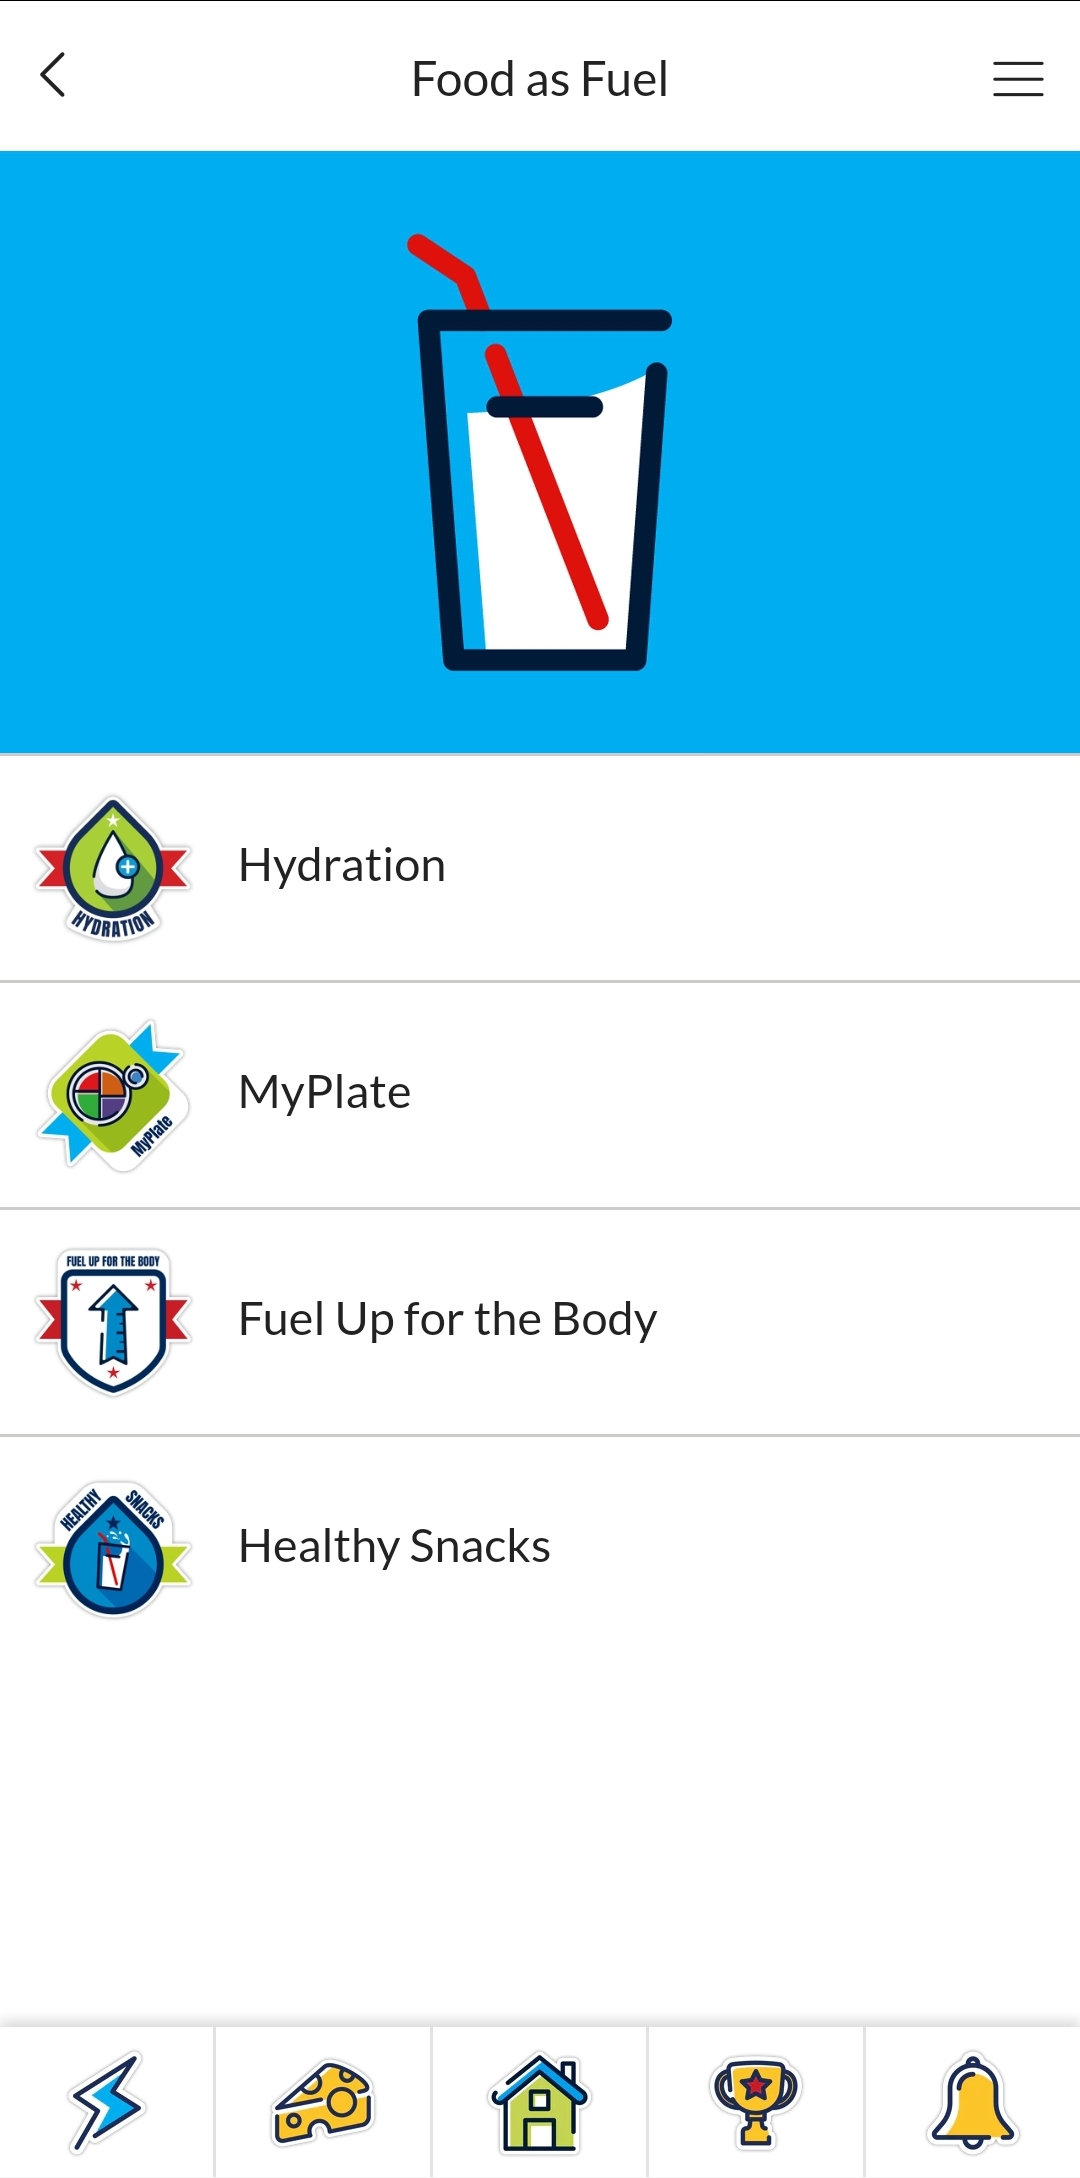 Food as Fuel
HYDRATION
Hydration
MyPlate
MyPlate
FUEL UP FOR THE BODY
Fuel Up for the Body
HEALTHY SNACKS
Healthy Snacks